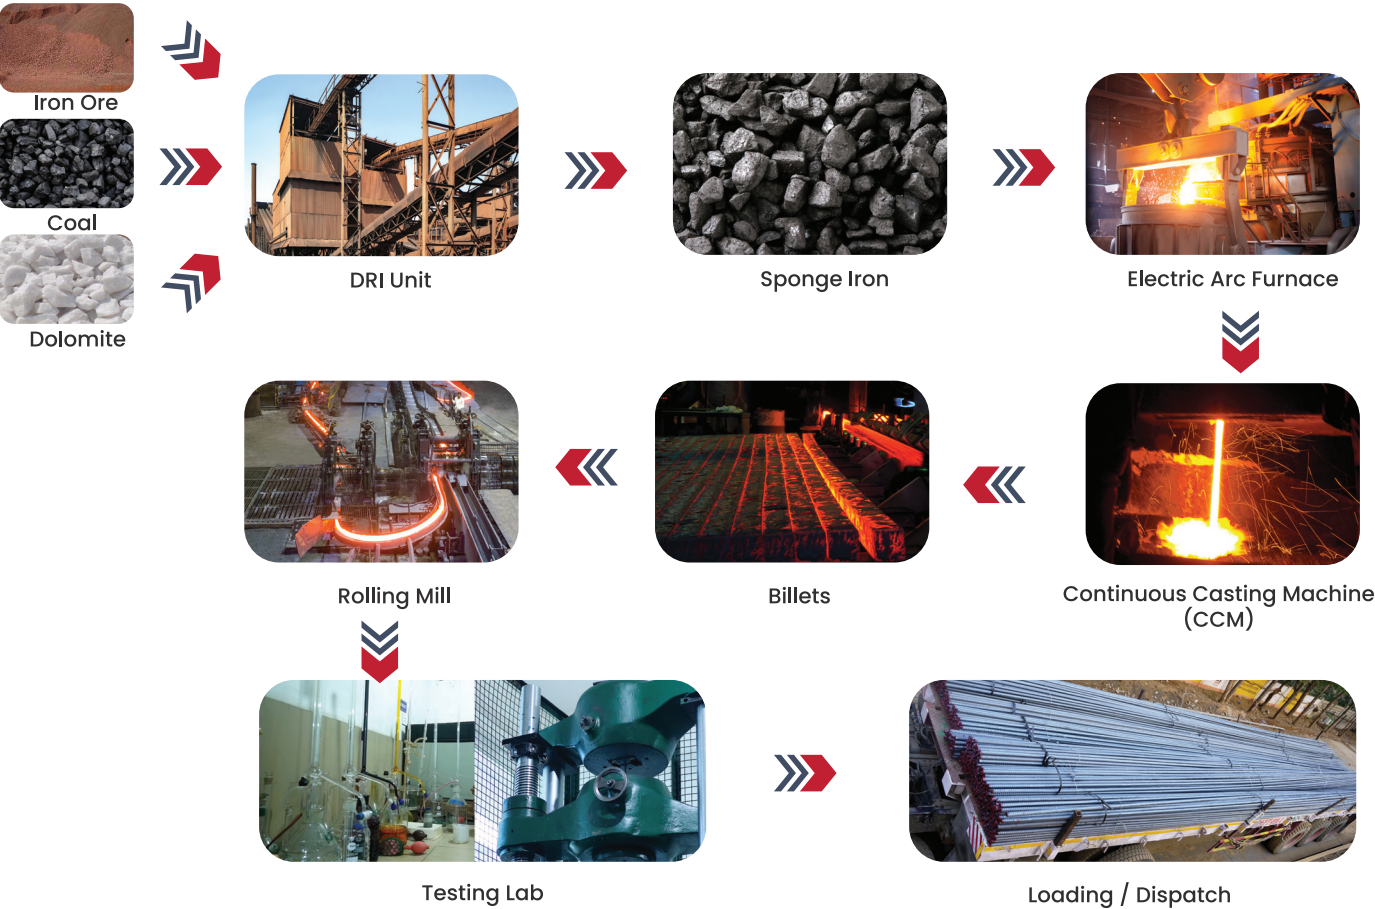 Iron Ore
Coal
Dolomite
DRI Unit
Sponge Iron
Electric Arc Furnace
Rolling Mill
Billets
Continuous Casting Machine
(CCM)
Testing Lab
Loading / Dispatch